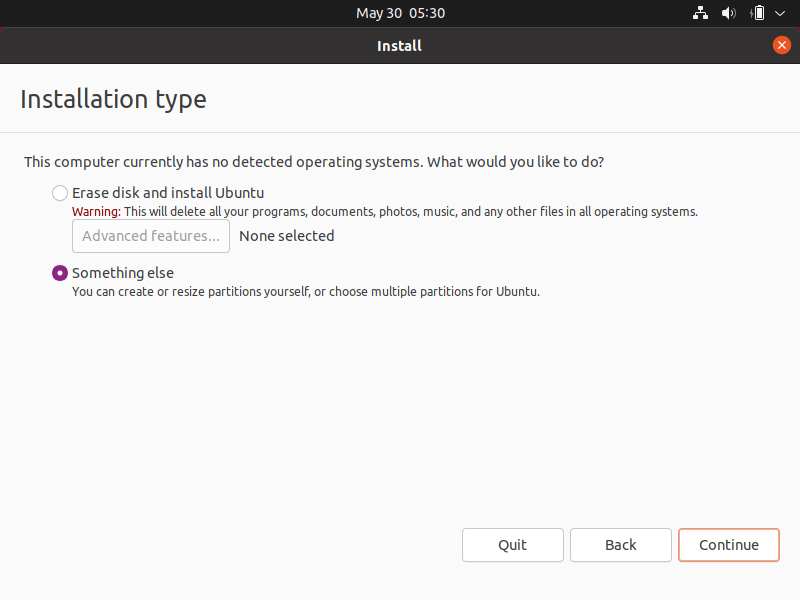 May 30 05:30
Install
Installation type
This computer currently has no detected operating systems. What would you like to do?
Erase disk and install Ubuntu
Warning: This will delete all your programs, documents, photos, music, and any other files in all operating systems.
Advanced features... None selected
Something else
You can create or resize partitions yourself, or choose multiple partitions for Ubuntu.
Quit Back Continue